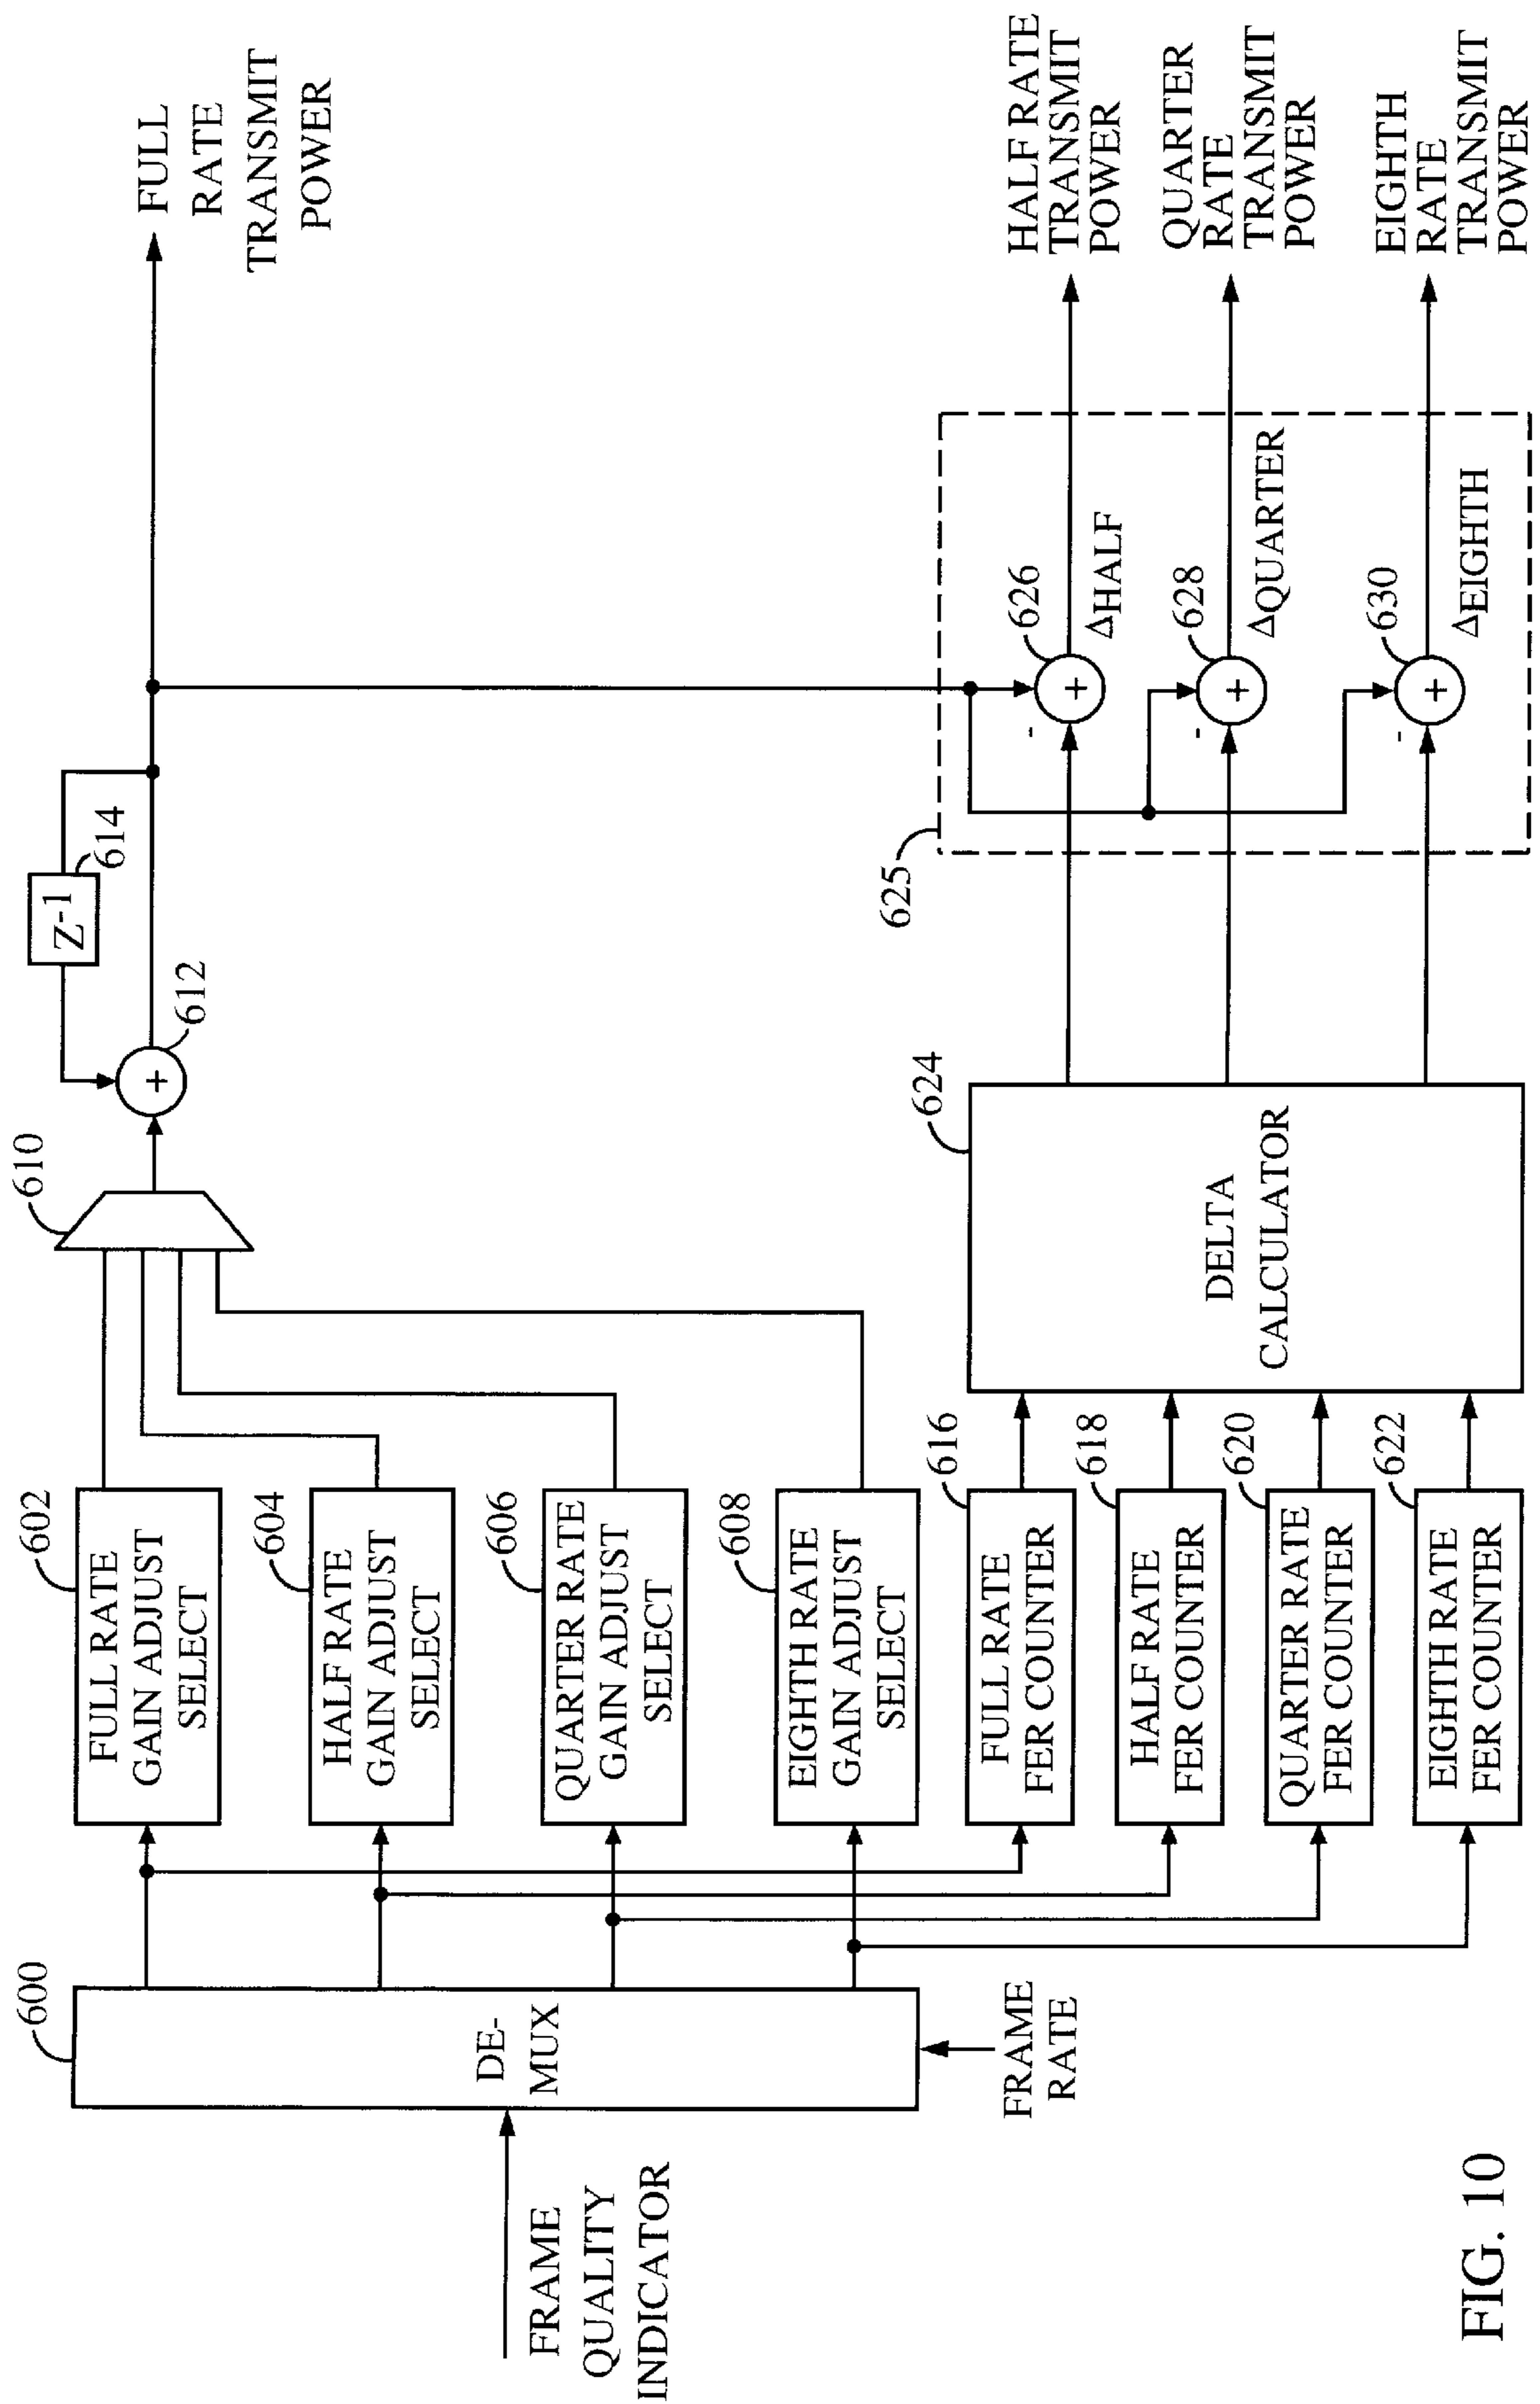 FRAME
QUALITY
INDICATOR
600
DE-
MUX
FRAME
RATE
602
FULL RATE
GAIN ADJUST
SELECT
604
HALF RATE
GAIN ADJUST
SELECT
606
QUARTER RATE
GAIN ADJUST
SELECT
608
EIGHTH RATE
GAIN ADJUST
SELECT
616
FULL RATE
FER COUNTER
618
HALF RATE
FER COUNTER
620
QUARTER RATE
FER COUNTER
622
EIGHTH RATE
FER COUNTER
610
+
612
Z-1
614
624
DELTA
CALCULATOR
625
-
+
626
ΔHALF
-
+
628
ΔQUARTER
-
+
630
ΔEIGHTH
FULL
RATE
TRANSMIT
POWER
HALF RATE
TRANSMIT
POWER
QUARTER
RATE
TRANSMIT
POWER
EIGHTH
RATE
TRANSMIT
POWER
FIG. 10